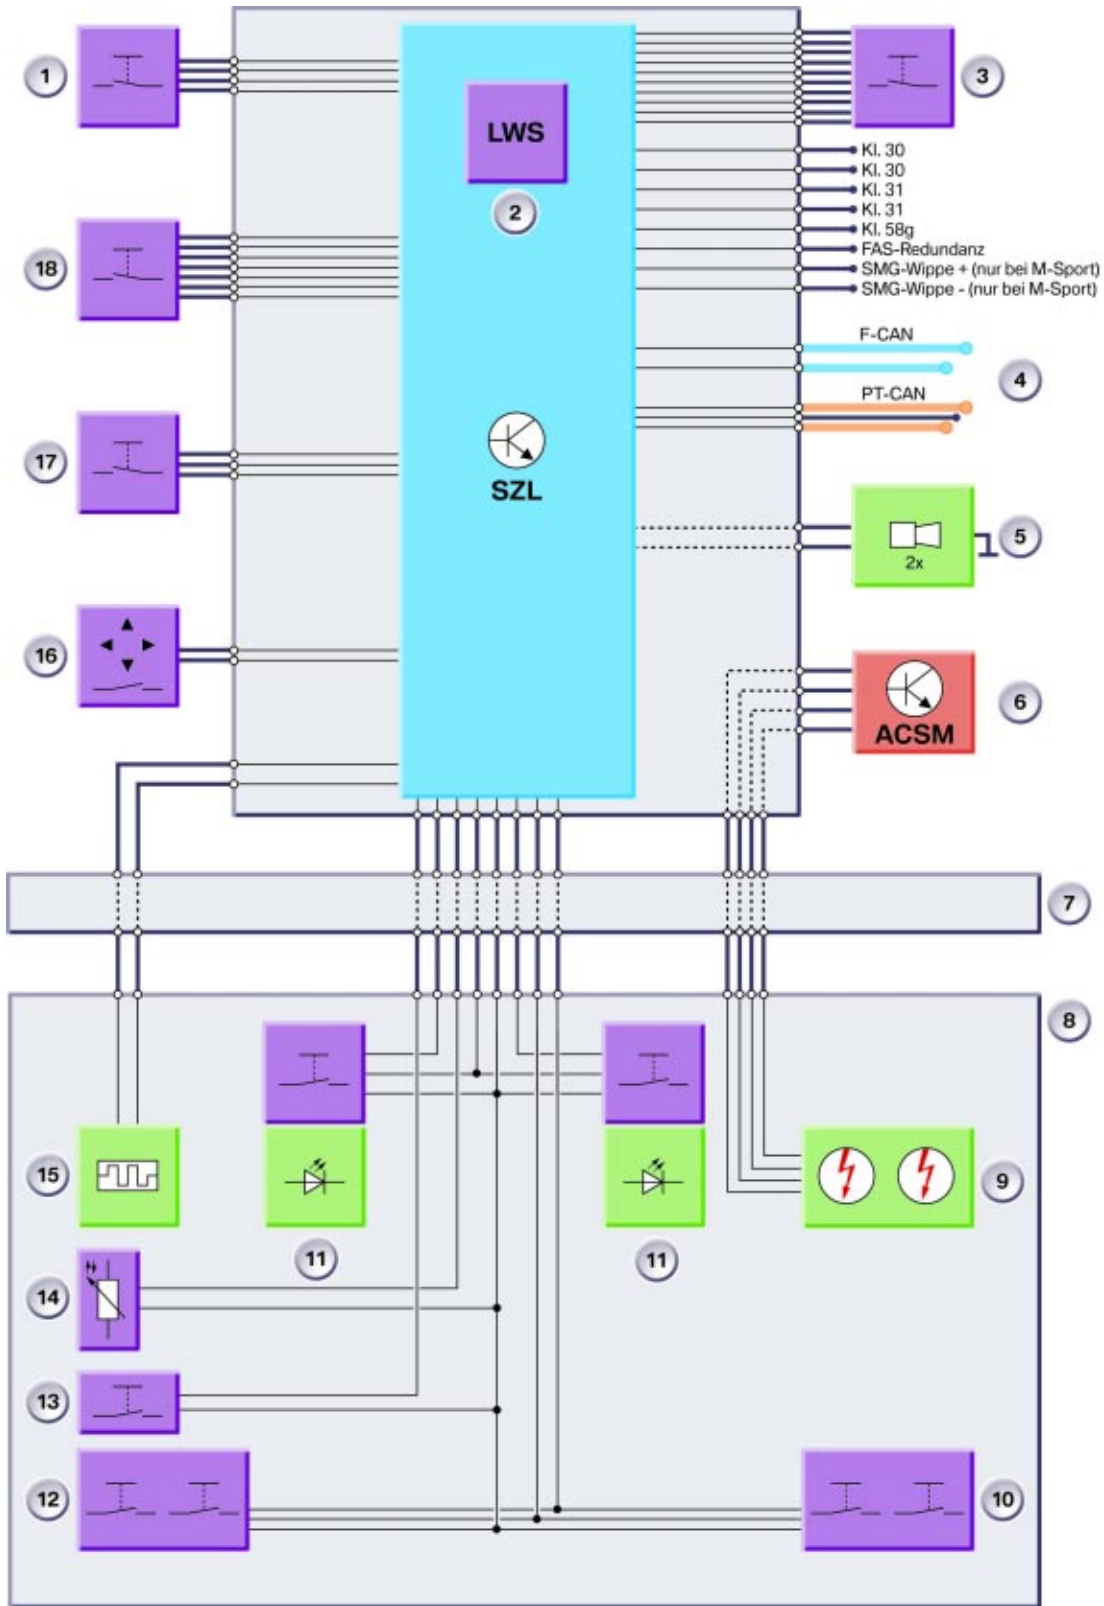 1
LWS
2
3
Kl. 30
Kl. 30
Kl. 31
Kl. 31
Kl. 58g
FAS-Redundanz
SMG-Wippe + (nur bei M-Sport)
SMG-Wippe - (nur bei M-Sport)
18
F-CAN
4
PT-CAN
17
SZL
5
2x
16
6
ACSM
7
8
15
9
11
11
14
13
12
10